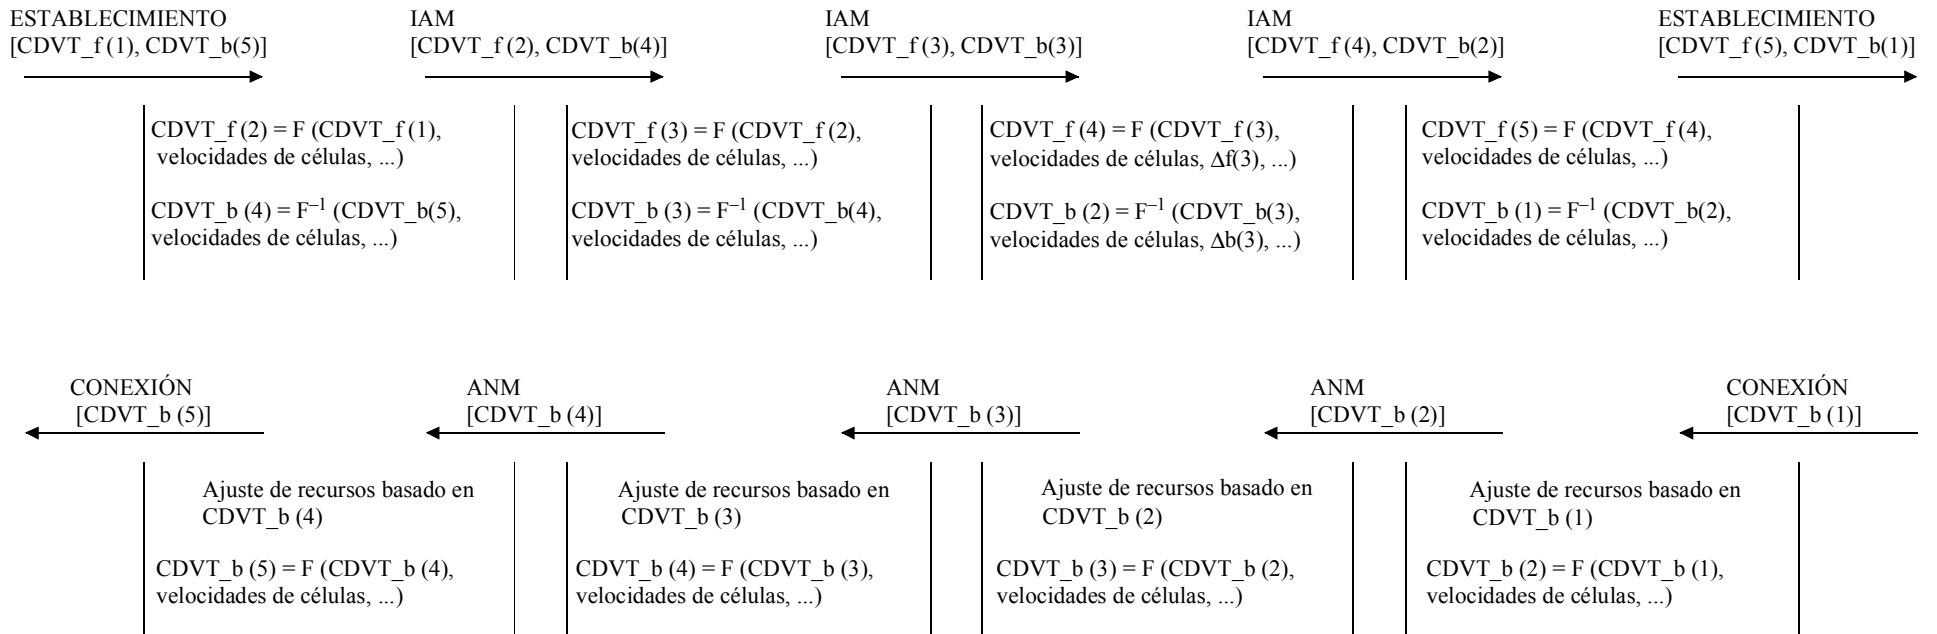 ESTABLECIMIENTO
[CDVT_f (1), CDVT_b(5)]
IAM
[CDVT_f (2), CDVT_b(4)]
IAM
[CDVT_f (3), CDVT_b(3)]
IAM
[CDVT_f (4), CDVT_b(2)]
ESTABLECIMIENTO
[CDVT_f (5), CDVT_b(1)]
CDVT_f (2) = F (CDVT_f (1),
velocidades de células, ...)
CDVT_b (4) = F⁻¹ (CDVT_b(5),
velocidades de células, ...)
CDVT_f (3) = F (CDVT_f (2),
velocidades de células, ...)
CDVT_b (3) = F⁻¹ (CDVT_b(4),
velocidades de células, ...)
CDVT_f (4) = F (CDVT_f (3),
velocidades de células, Δf(3), ...)
CDVT_b (2) = F⁻¹ (CDVT_b(3),
velocidades de células, Δb(3), ...)
CDVT_f (5) = F (CDVT_f (4),
velocidades de células, ...)
CDVT_b (1) = F⁻¹ (CDVT_b(2),
velocidades de células, ...)
CONEXIÓN
[CDVT_b (5)]
ANM
[CDVT_b (4)]
ANM
[CDVT_b (3)]
ANM
[CDVT_b (2)]
CONEXIÓN
[CDVT_b (1)]
Ajuste de recursos basado en
CDVT_b (4)
CDVT_b (5) = F (CDVT_b (4),
velocidades de células, ...)
Ajuste de recursos basado en
CDVT_b (3)
CDVT_b (4) = F (CDVT_b (3),
velocidades de células, ...)
Ajuste de recursos basado en
CDVT_b (2)
CDVT_b (3) = F (CDVT_b (2),
velocidades de células, ...)
Ajuste de recursos basado en
CDVT_b (1)
CDVT_b (2) = F (CDVT_b (1),
velocidades de células, ...)